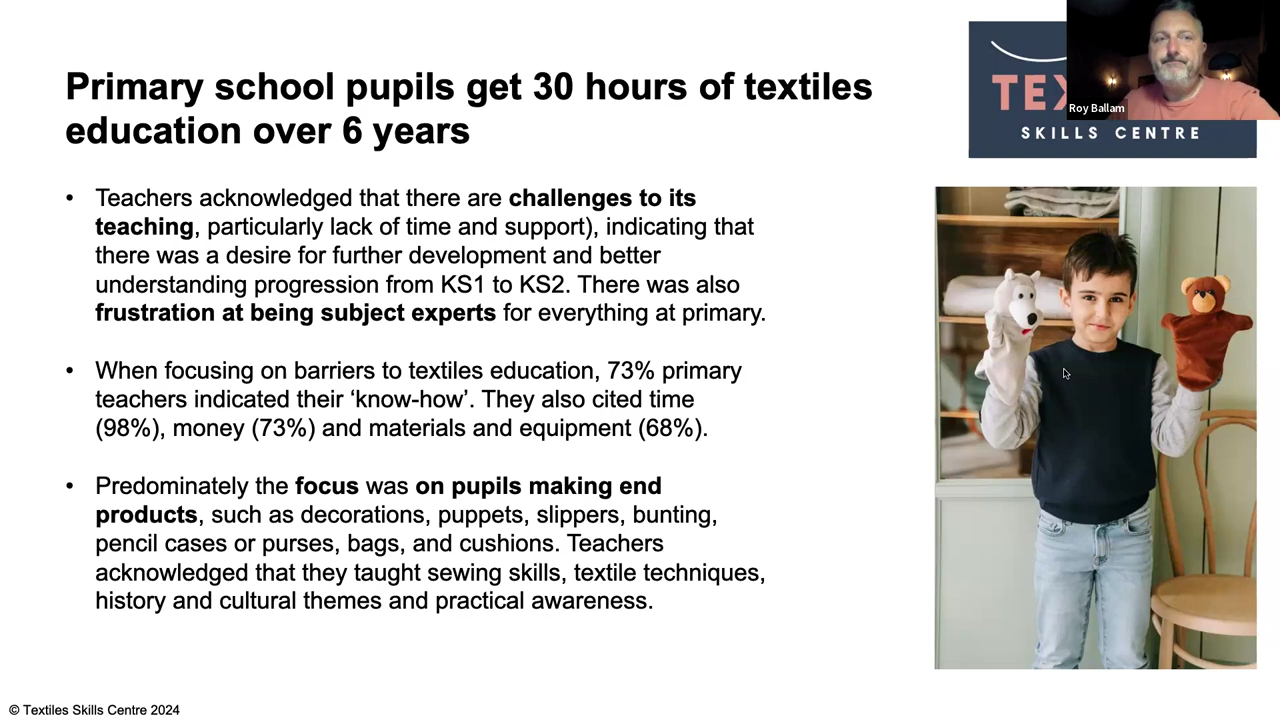 Primary school pupils get 30 hours of textiles
education over 6 years
• Teachers acknowledged that there are challenges to its
teaching, particularly lack of time and support), indicating that
there was a desire for further development and better
understanding progression from KS1 to KS2. There was also
frustration at being subject experts for everything at primary.
• When focusing on barriers to textiles education, 73% primary
teachers indicated their ‘know-how’. They also cited time
(98%), money (73%) and materials and equipment (68%).
• Predominately the focus was on pupils making end
products, such as decorations, puppets, slippers, bunting,
pencil cases or purses, bags, and cushions. Teachers
acknowledged that they taught sewing skills, textile techniques,
history and cultural themes and practical awareness.
TEX
SKILLS CENTRE
Roy Ballam
© Textiles Skills Centre 2024